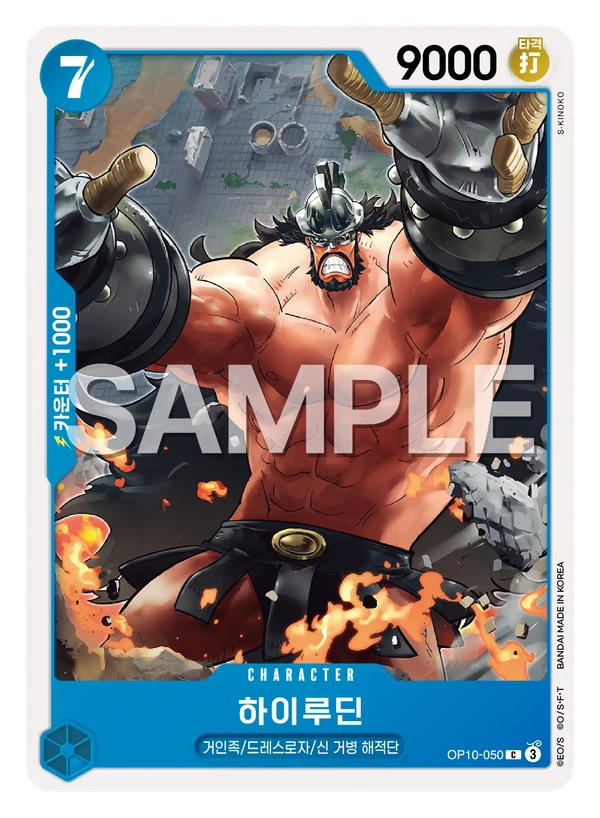 7
9000
타격
打
S-KINOKO
카운터 +1000
SAMPLE
CHARACTER
하이루딘
거인족/드레스로자/신 거병 해적단
OP10-050 C 3
©EO/S ©O/S·F·T BANDAI MADE IN KOREA